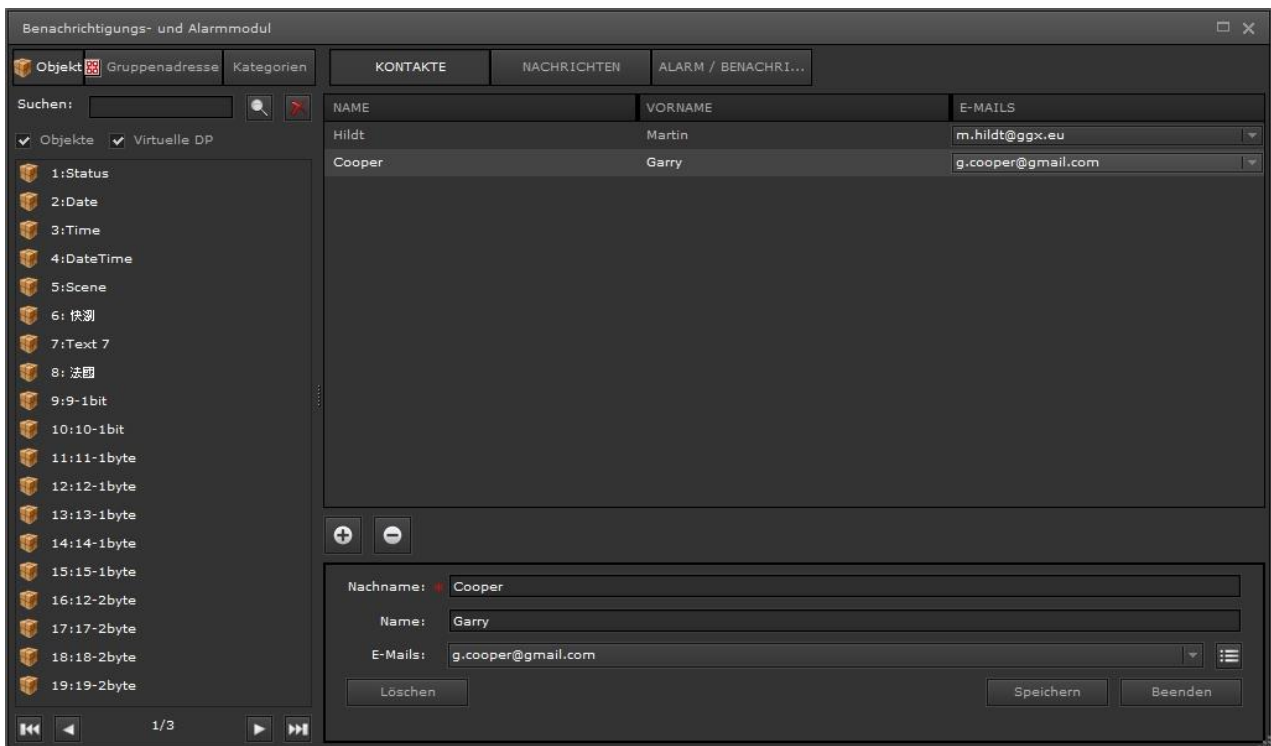 Benachrichtigungs- und Alarmmodul
Objekt Gruppenadresse Kategorien
KONTAKTE NACHRICHTEN ALARM / BENACHRI...
Suchen:
Objekte Virtuelle DP
1:Status
2:Date
3:Time
4:DateTime
5:Scene
6: 快測
7:Text 7
8: 法國
9:9-1bit
10:10-1bit
11:11-1byte
12:12-1byte
13:13-1byte
14:14-1byte
15:15-1byte
16:12-2byte
17:17-2byte
18:18-2byte
19:19-2byte
1/3
NAME VORNAME E-MAILS
Hildt Martin m.hildt@ggx.eu
Cooper Garry g.cooper@gmail.com
Nachname: * Cooper
Name: Garry
E-Mails: g.cooper@gmail.com
Löschen Speichern Beenden